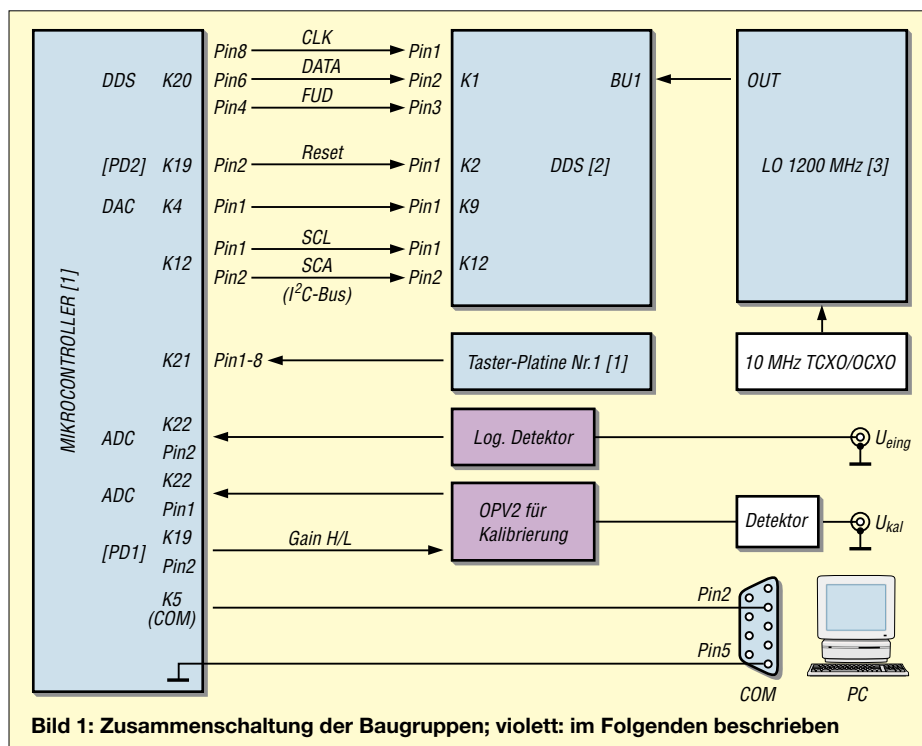 Pin8 CLK Pin1
DDS K20 Pin6 DATA Pin2 K1 BU1 OUT
Pin4 FUD Pin3
[PD2] K19 Pin2 Reset Pin1 K2 DDS [2] LO 1200 MHz [3]
DAC K4 Pin1 Pin1 K9
Pin1 SCL Pin1
K12 K12
Pin2 SCA Pin2
(I²C-Bus)
MIKROCONTROLLER [1]
K21 Pin1-8 Taster-Platine Nr.1 [1] 10 MHz TCXO/OCXO
K22
ADC Log. Detektor Ueing
Pin2
K22
ADC OPV2 für
Pin1 Kalibrierung Detektor Ukal
K19
[PD1] Gain H/L
Pin2
K5 Pin2
(COM)
Pin5
COM PC
Bild 1: Zusammenschaltung der Baugruppen; violett: im Folgenden beschrieben